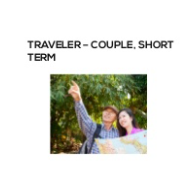 TRAVELER – COUPLE, SHORT
TERM